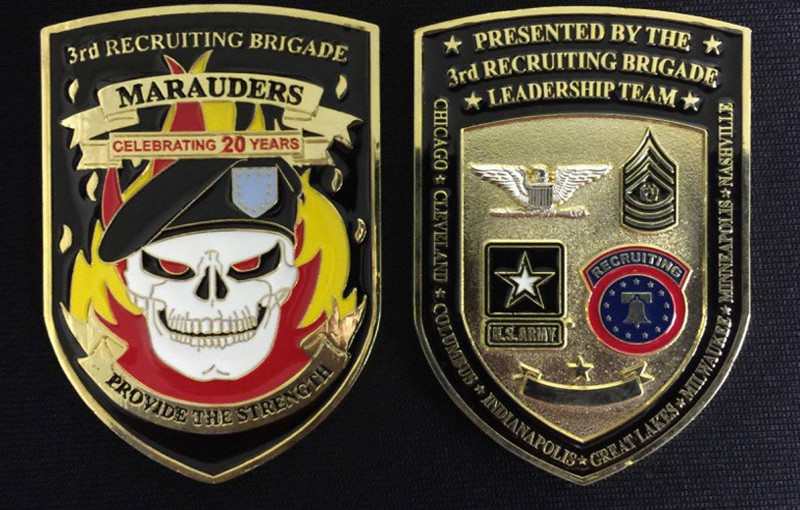 3rd RECRUITING BRIGADE
MARAUDERS
CELEBRATING 20 YEARS
PROVIDE THE STRENGTH
PRESENTED BY THE
3rd RECRUITING BRIGADE
LEADERSHIP TEAM
RECRUITING
U.S. ARMY
CHICAGO ★ CLEVELAND ★ COLUMBUS ★ INDIANAPOLIS ★ GREAT LAKES ★ MILWAUKEE ★ MINNEAPOLIS ★ NASHVILLE